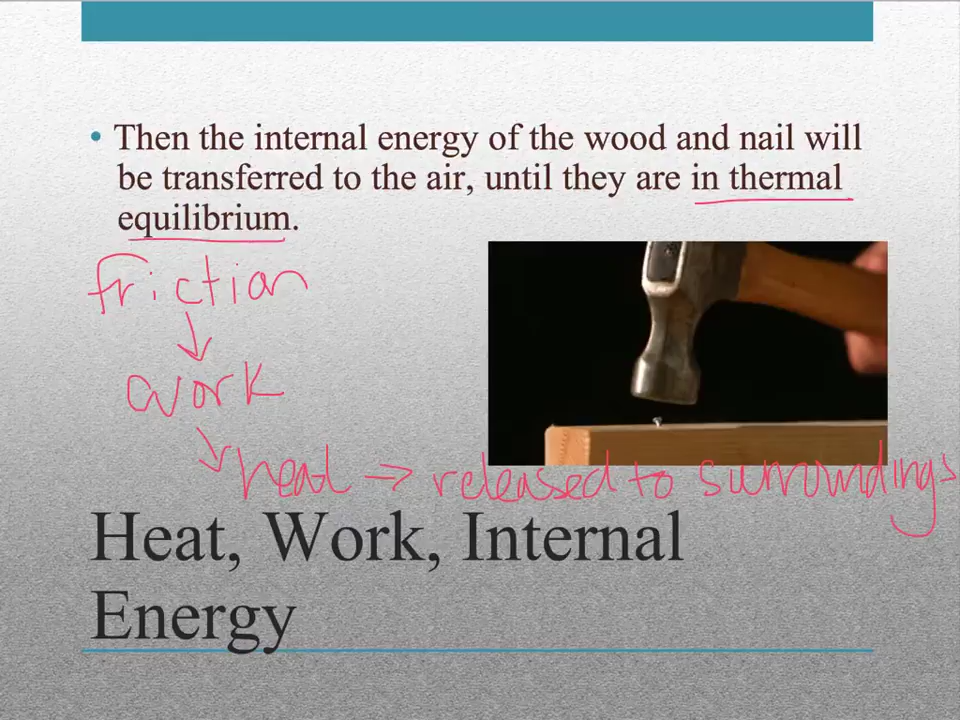 • Then the internal energy of the wood and nail will
be transferred to the air, until they are in thermal
equilibrium.
friction
work
heat → released to surroundings
Heat, Work, Internal
Energy